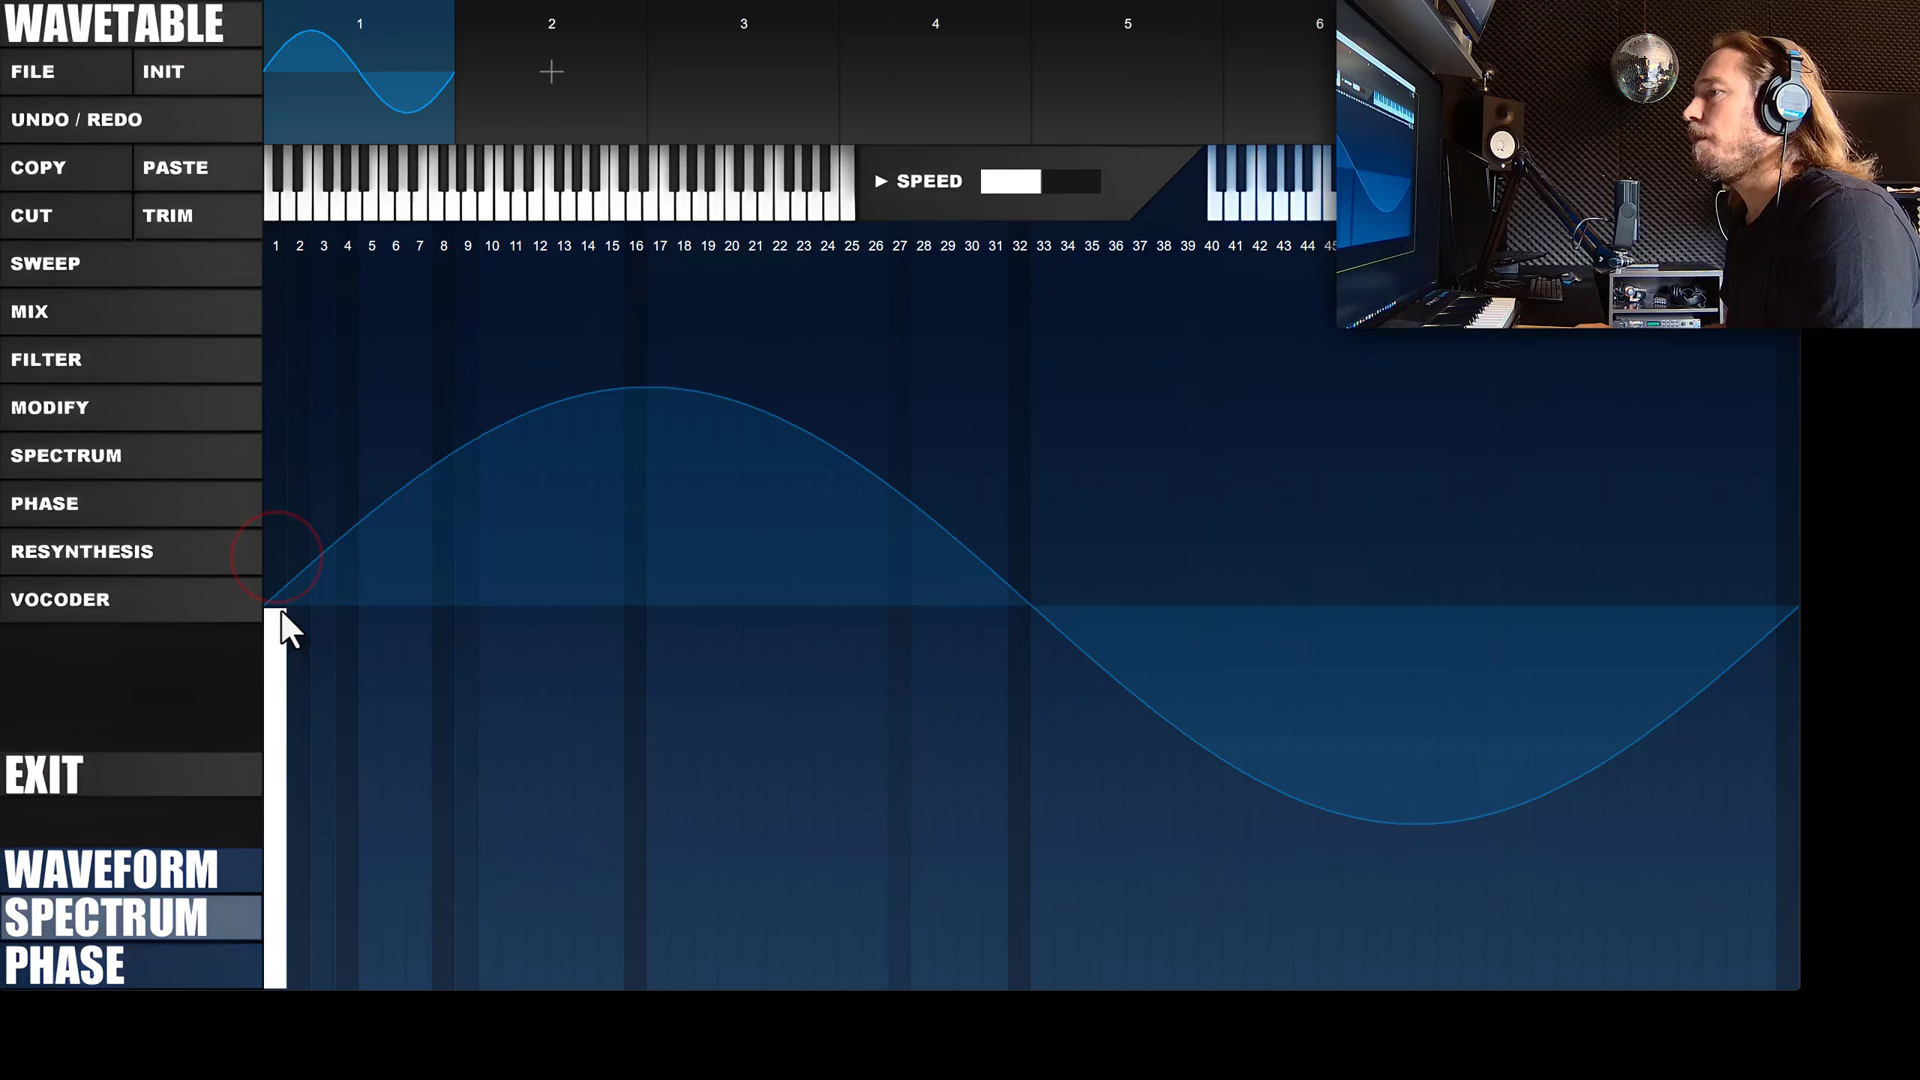 WAVETABLE
FILE INIT
UNDO / REDO
COPY PASTE
CUT TRIM
SWEEP
MIX
FILTER
MODIFY
SPECTRUM
PHASE
RESYNTHESIS
VOCODER
EXIT
WAVEFORM
SPECTRUM
PHASE
1 2 3 4 5 6
SPEED
1 2 3 4 5 6 7 8 9 10 11 12 13 14 15 16 17 18 19 20 21 22 23 24 25 26 27 28 29 30 31 32 33 34 35 36 37 38 39 40 41 42 43 44 45